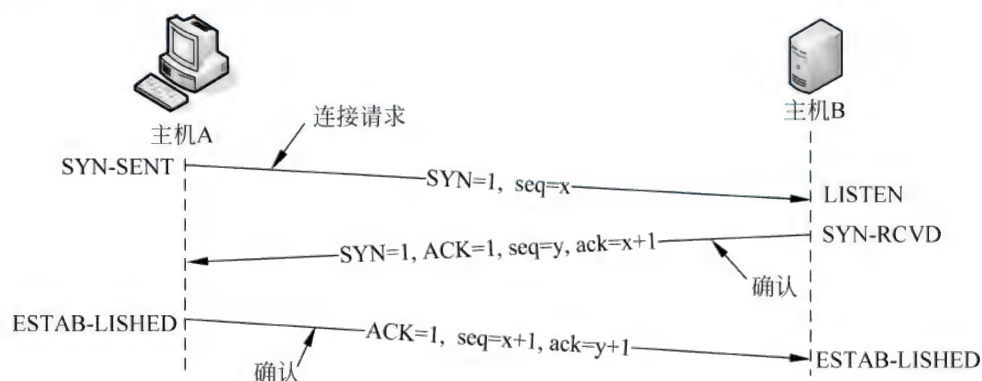 主机A
主机B
连接请求
SYN-SENT
SYN=1, seq=x
LISTEN
SYN-RCVD
SYN=1, ACK=1, seq=y, ack=x+1
确认
ESTAB-LISHED
ACK=1, seq=x+1, ack=y+1
ESTAB-LISHED
确认